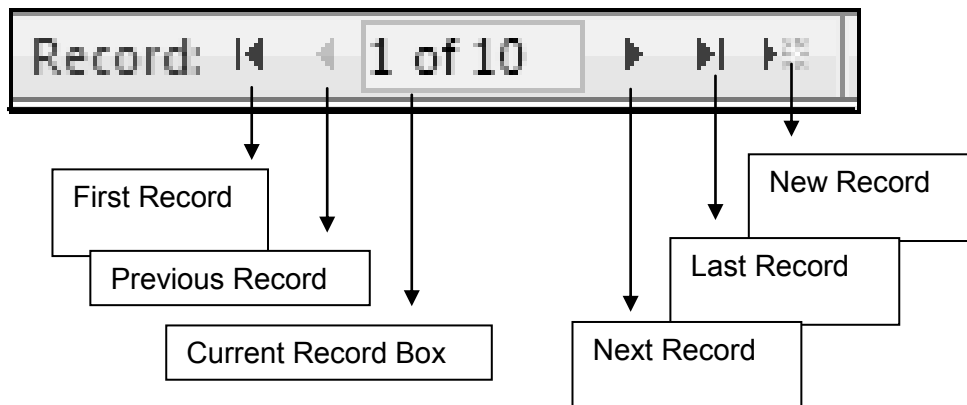 Record: 1 of 10
First Record
New Record
Previous Record
Last Record
Current Record Box
Next Record